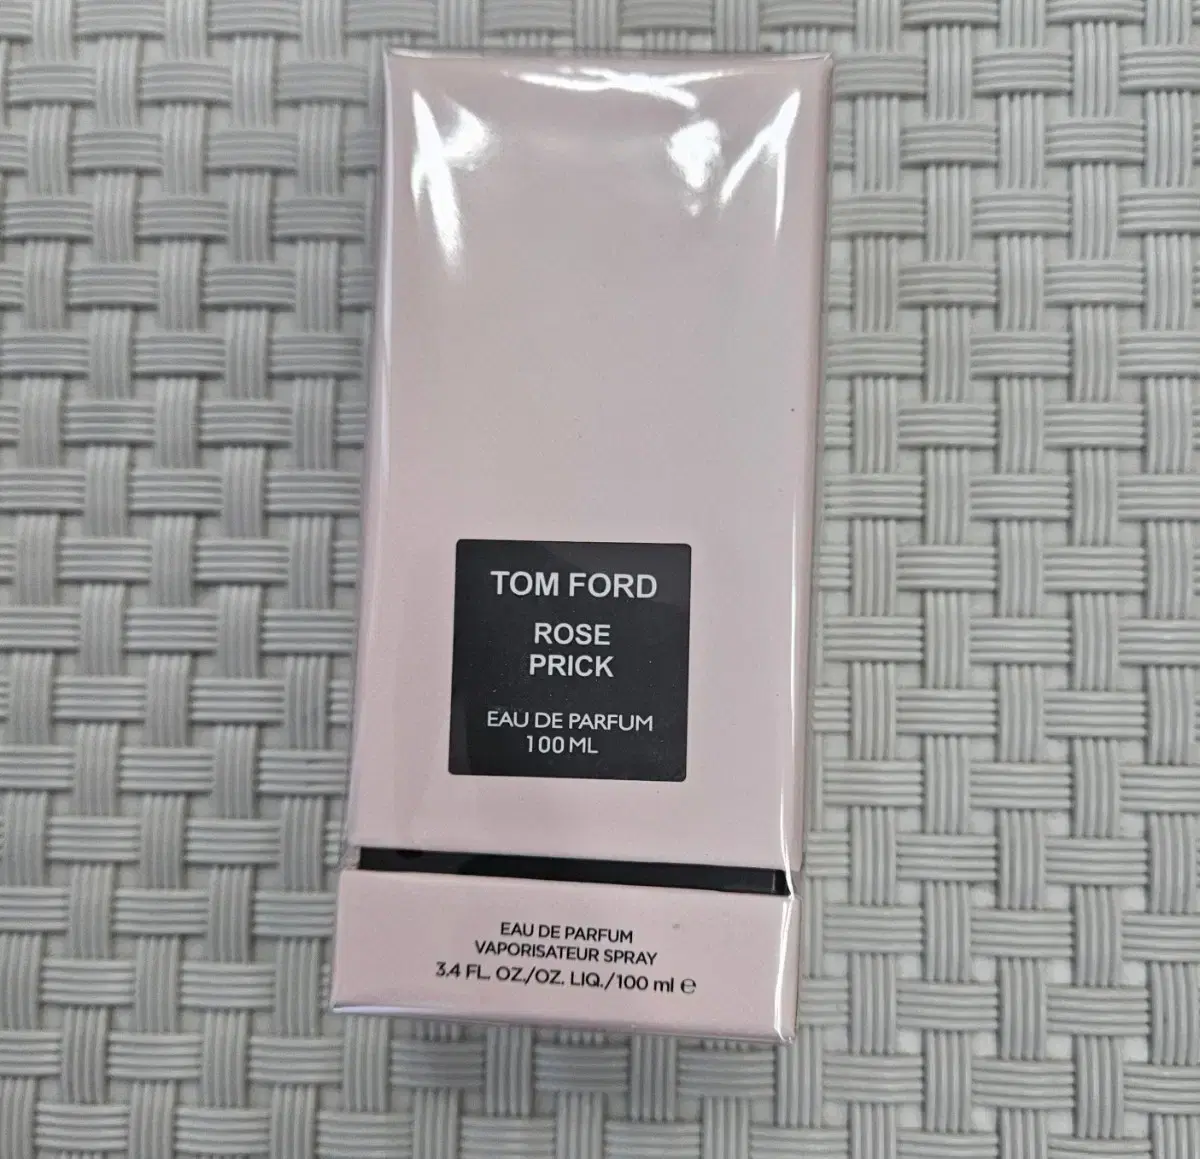 TOM FORD
ROSE
PRICK
EAU DE PARFUM
100 ML
EAU DE PARFUM
VAPORISATEUR SPRAY
3.4 FL. OZ./OZ. LIQ./100 ml ℮